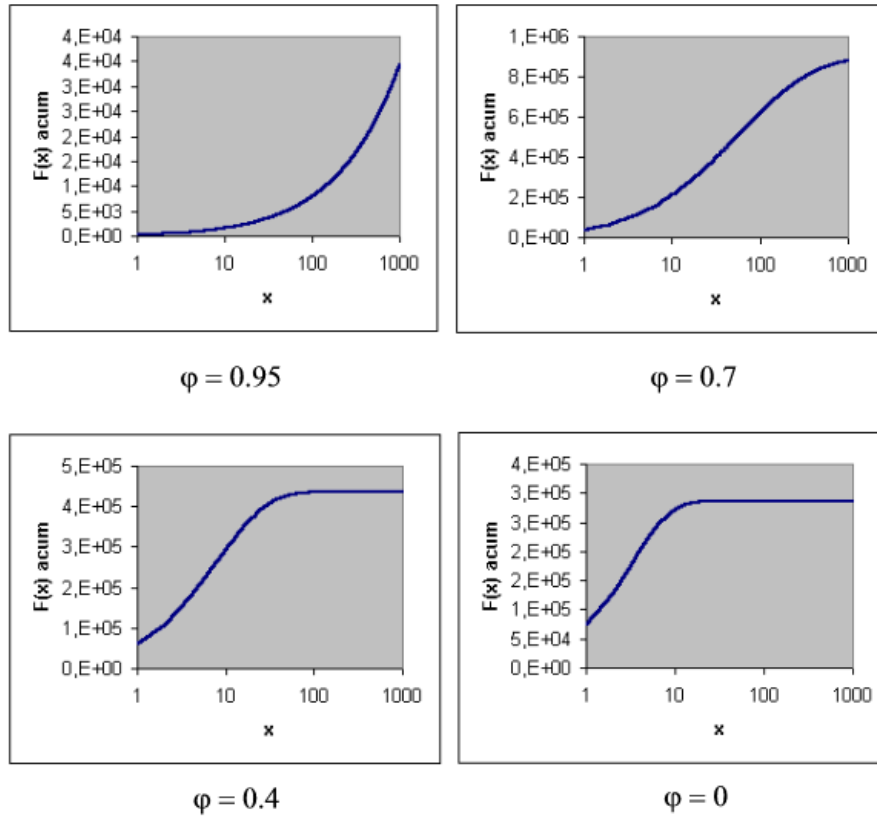 4,E+04
4,E+04
3,E+04
3,E+04
2,E+04
2,E+04
1,E+04
5,E+03
0,E+00
F(x) acum
1 10 100 1000
x
φ = 0.95
1,E+06
8,E+05
6,E+05
4,E+05
2,E+05
0,E+00
F(x) acum
1 10 100 1000
x
φ = 0.7
5,E+05
4,E+05
3,E+05
2,E+05
1,E+05
0,E+00
F(x) acum
1 10 100 1000
x
φ = 0.4
4,E+05
3,E+05
3,E+05
2,E+05
2,E+05
1,E+05
5,E+04
0,E+00
F(x) acum
1 10 100 1000
x
φ = 0